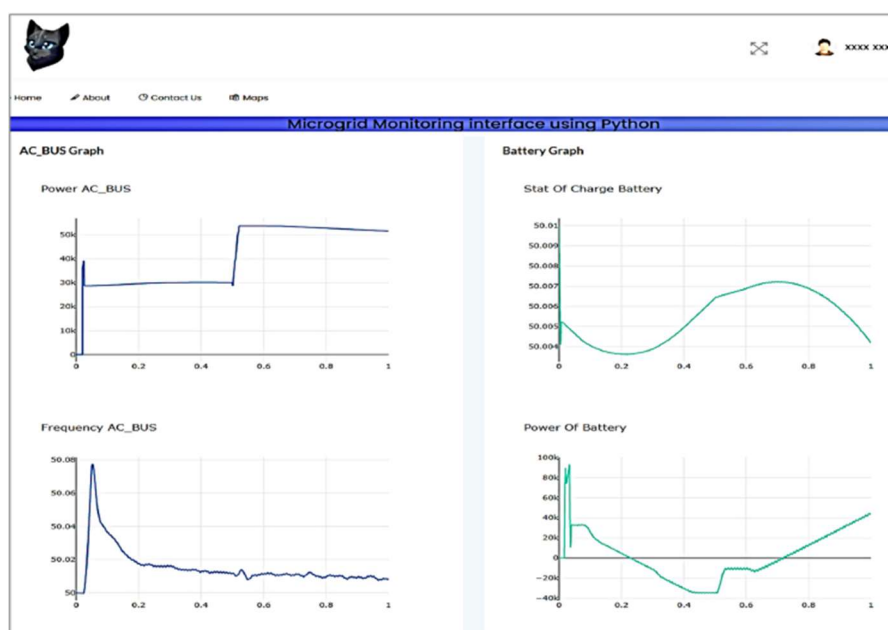 xxxx xxx
Home About Contact Us Maps
Microgrid Monitoring interface using Python
AC_BUS Graph
Power AC_BUS
50k
40k
30k
20k
10k
0
0 0.2 0.4 0.6 0.8 1
Frequency AC_BUS
50.08
50.06
50.04
50.02
50
0 0.2 0.4 0.6 0.8 1
Battery Graph
Stat Of Charge Battery
50.01
50.009
50.008
50.007
50.006
50.005
50.004
0 0.2 0.4 0.6 0.8 1
Power Of Battery
100k
80k
60k
40k
20k
0
−20k
−40k
0 0.2 0.4 0.6 0.8 1